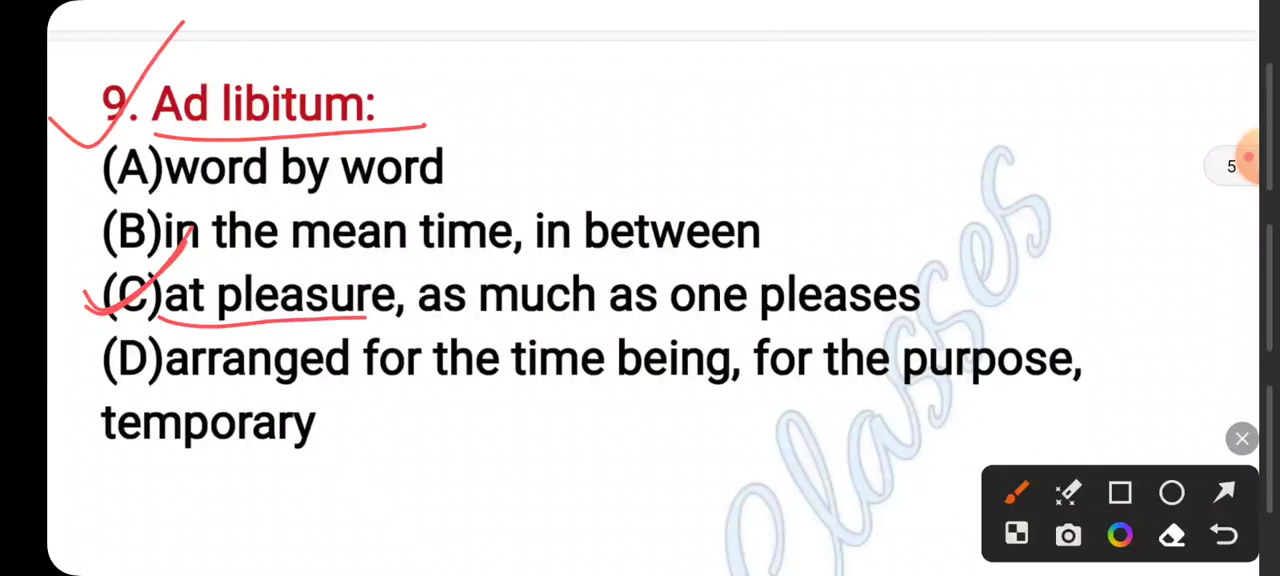 9. Ad libitum:
(A)word by word
(B)in the mean time, in between
(C)at pleasure, as much as one pleases
(D)arranged for the time being, for the purpose,
temporary
5
Classes